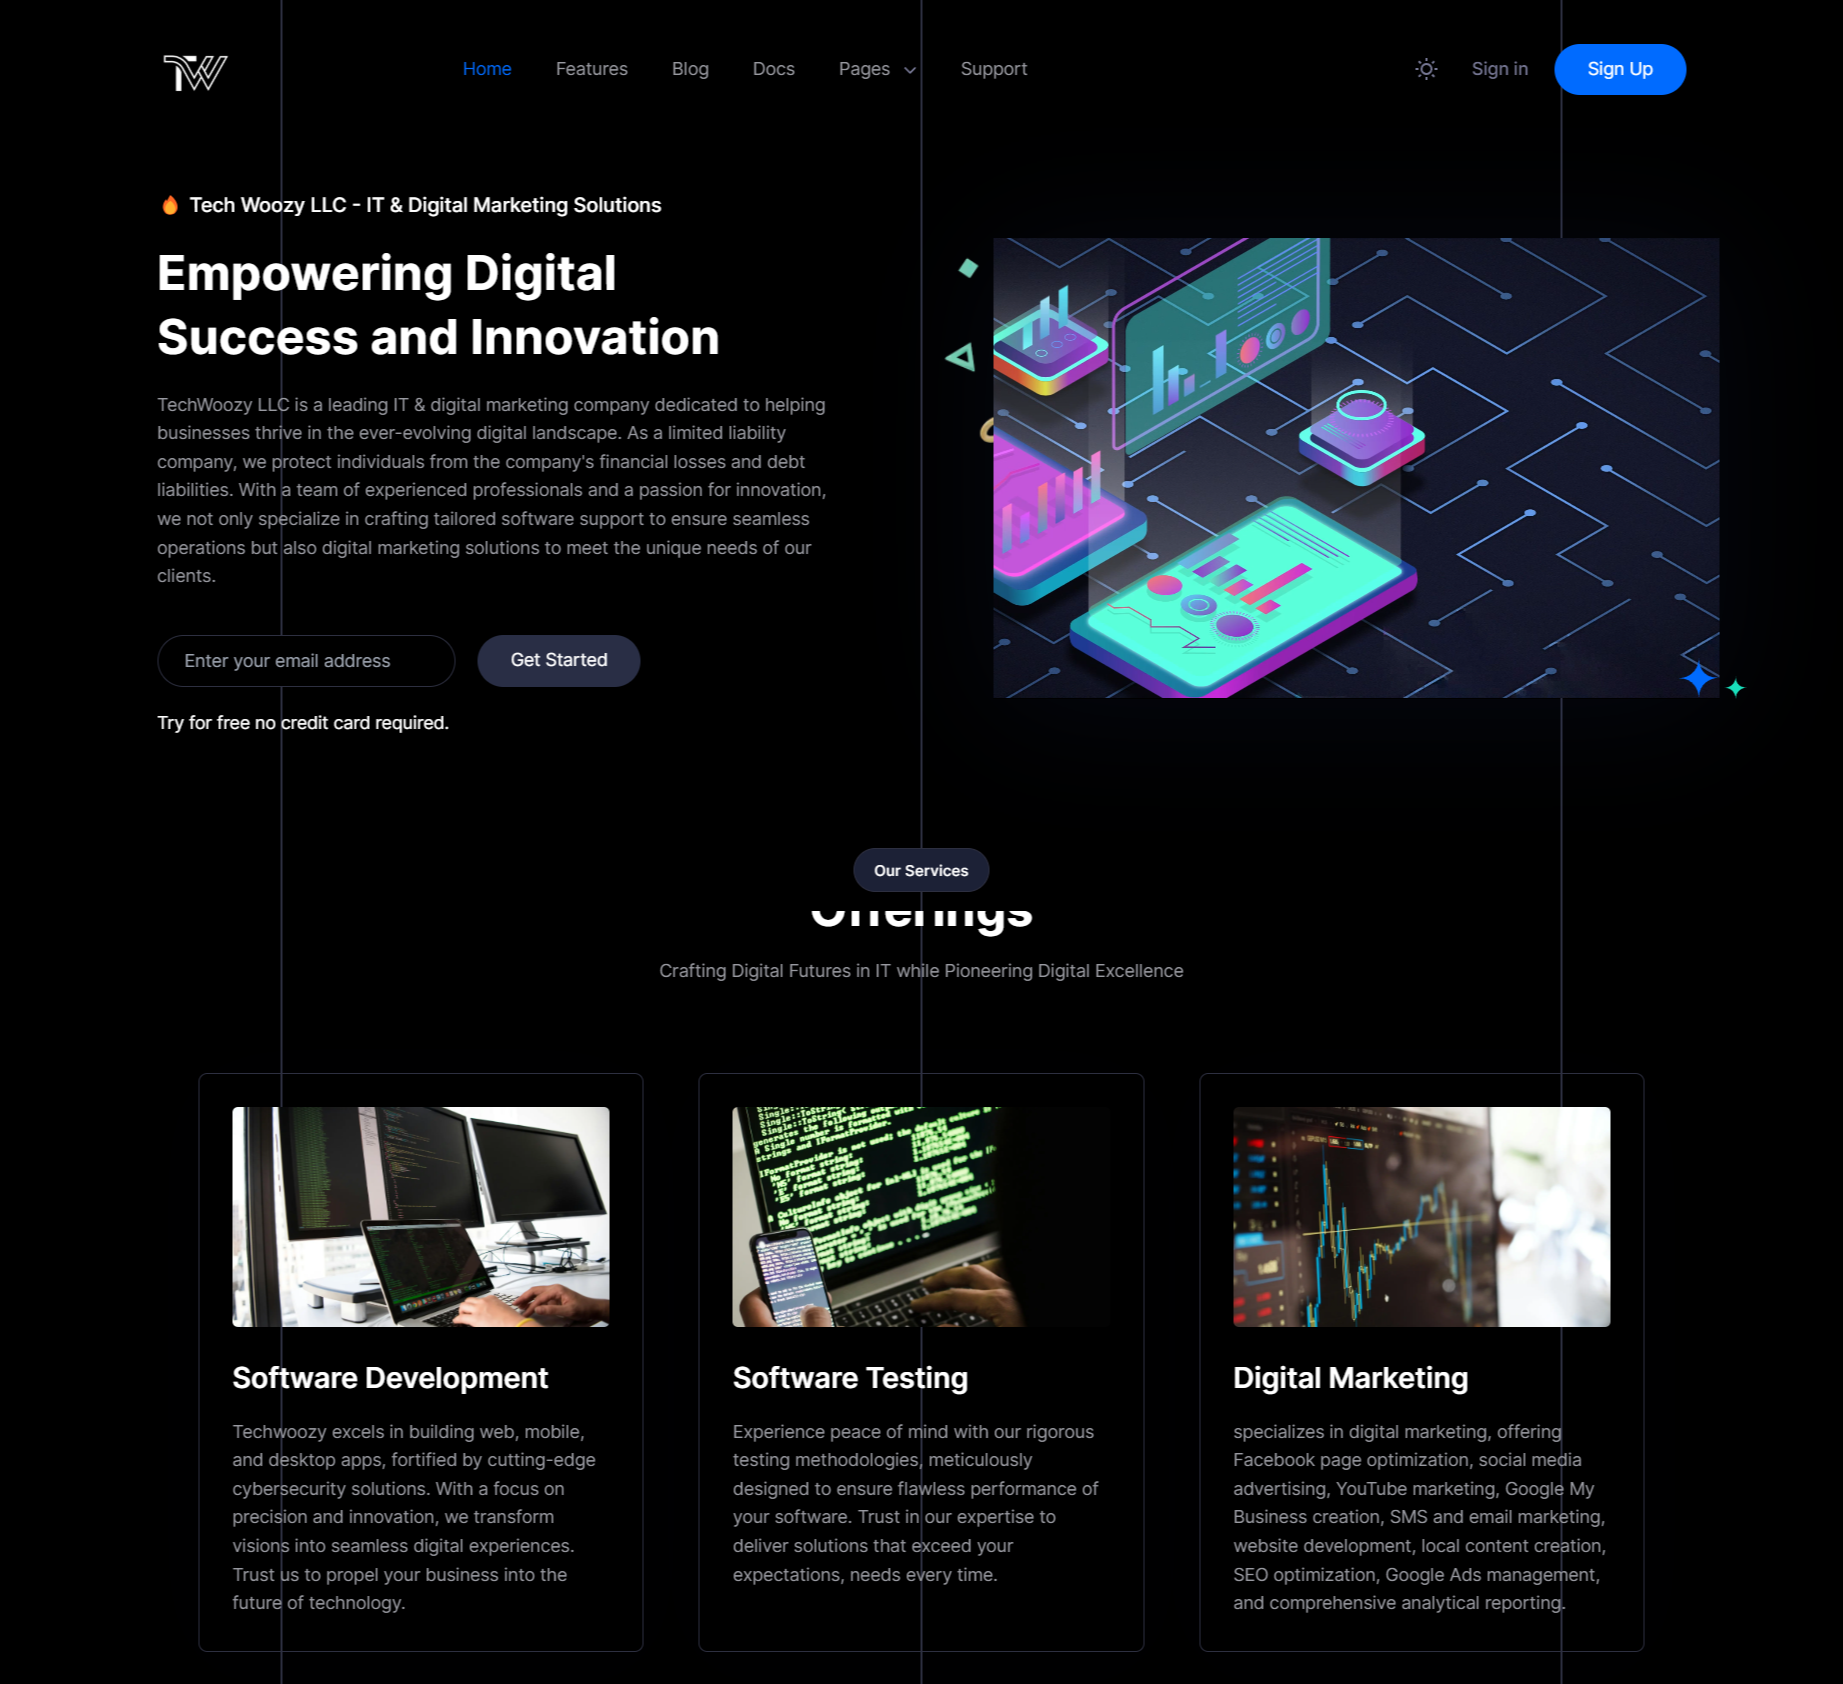 TW
Home Features Blog Docs Pages Support
Sign in Sign Up
Tech Woozy LLC - IT & Digital Marketing Solutions
Empowering Digital
Success and Innovation
TechWoozy LLC is a leading IT & digital marketing company dedicated to helping
businesses thrive in the ever-evolving digital landscape. As a limited liability
company, we protect individuals from the company's financial losses and debt
liabilities. With a team of experienced professionals and a passion for innovation,
we not only specialize in crafting tailored software support to ensure seamless
operations but also digital marketing solutions to meet the unique needs of our
clients.
Enter your email address
Get Started
Try for free no credit card required.
Our Services
Offerings
Crafting Digital Futures in IT while Pioneering Digital Excellence
Software Development
Techwoozy excels in building web, mobile,
and desktop apps, fortified by cutting-edge
cybersecurity solutions. With a focus on
precision and innovation, we transform
visions into seamless digital experiences.
Trust us to propel your business into the
future of technology.
Software Testing
Experience peace of mind with our rigorous
testing methodologies, meticulously
designed to ensure flawless performance of
your software. Trust in our expertise to
deliver solutions that exceed your
expectations, needs every time.
Digital Marketing
specializes in digital marketing, offering
Facebook page optimization, social media
advertising, YouTube marketing, Google My
Business creation, SMS and email marketing,
website development, local content creation,
SEO optimization, Google Ads management,
and comprehensive analytical reporting.